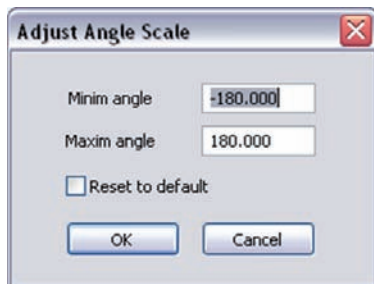 Adjust Angle Scale
Minim angle -180.000
Maxim angle 180.000
Reset to default
OK Cancel